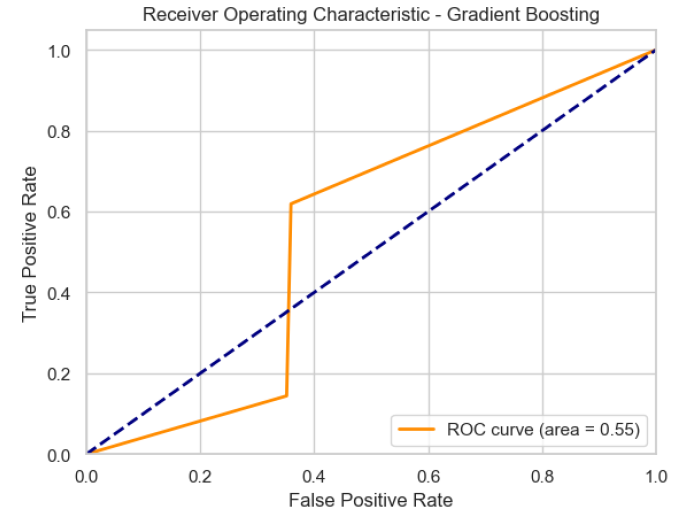 Receiver Operating Characteristic - Gradient Boosting
1.0
0.8
0.6
0.4
0.2
0.0
True Positive Rate
ROC curve (area = 0.55)
0.0 0.2 0.4 0.6 0.8 1.0
False Positive Rate